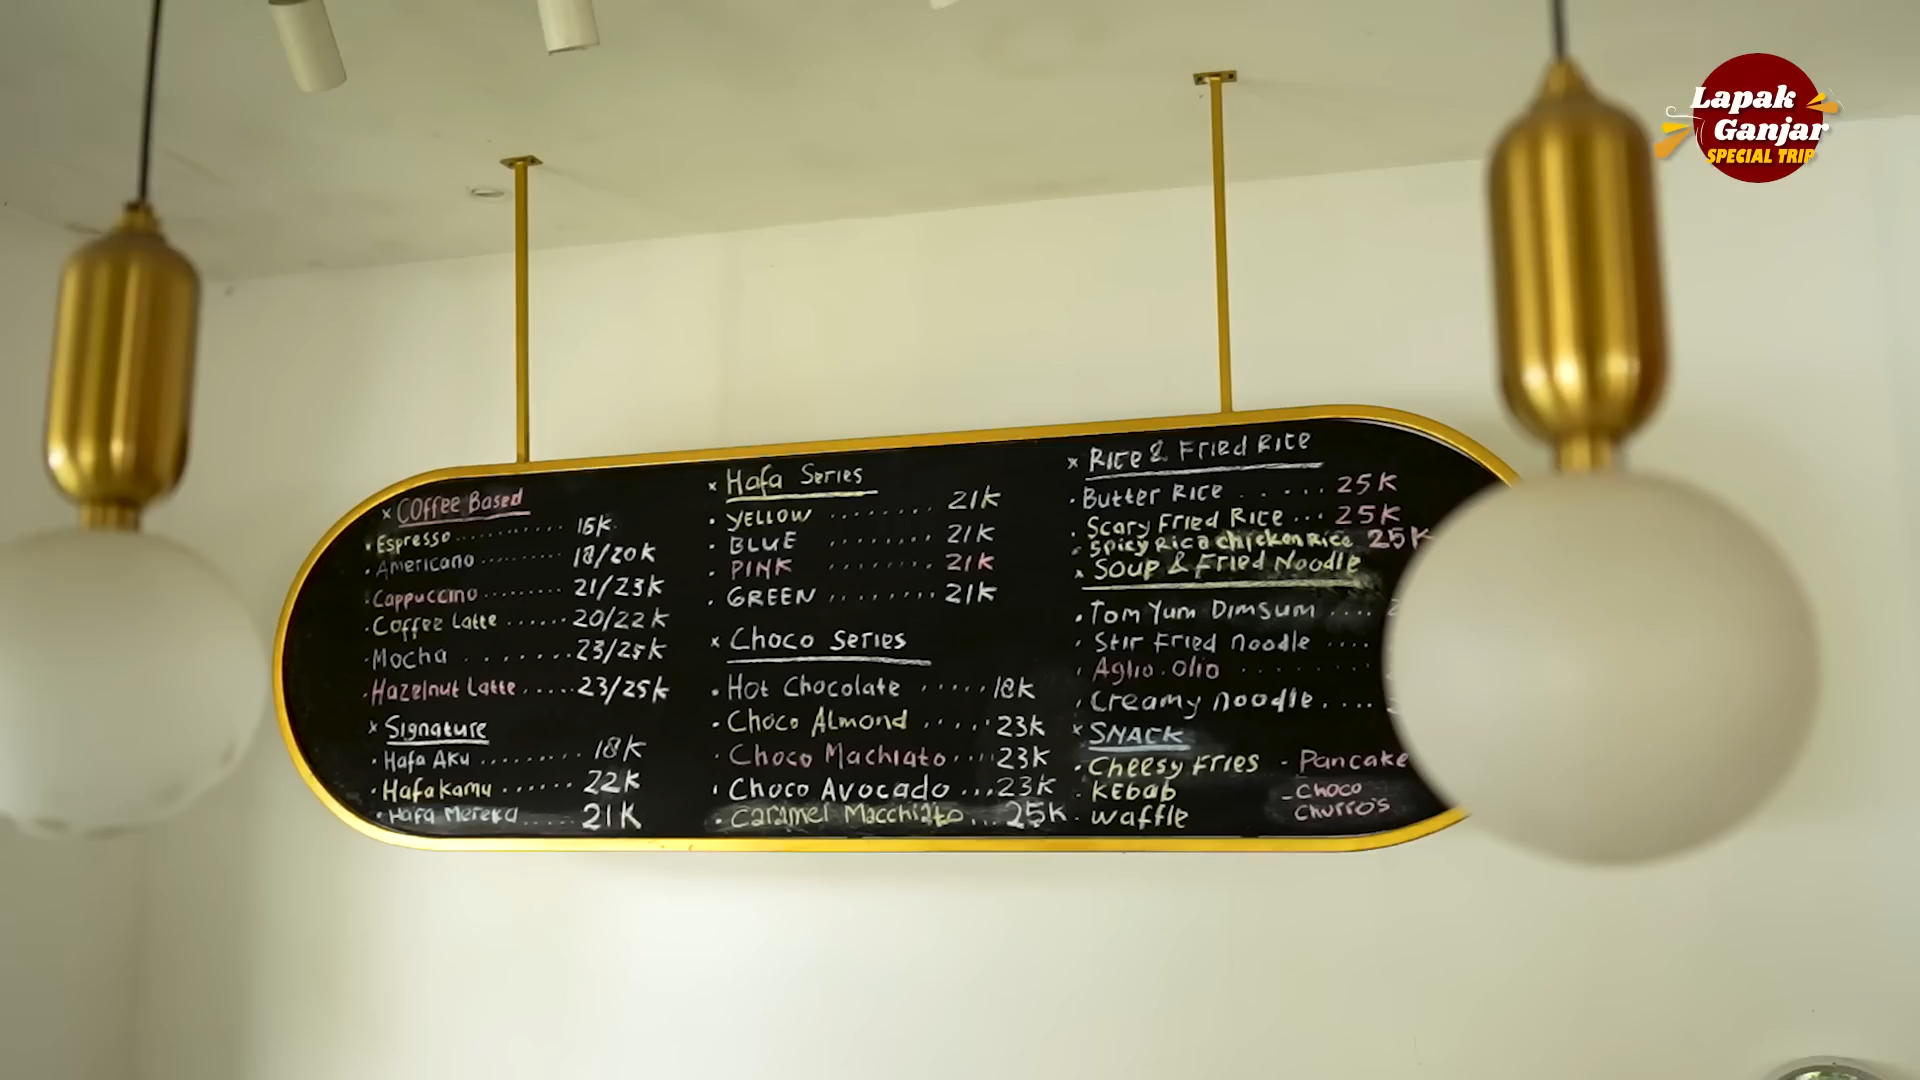 Lapak
Ganjar
SPECIAL TRIP
x Coffee Based
. Espresso .......... 15K
. Americano .......... 18/20K
. Cappuccino .......... 21/23K
. Coffee Latte ...... 20/22K
. Mocha ........ 23/25K
. Hazelnut Latte ..... 23/25K
x Signature
. Hafa Aku ........ 18K
. Hafa kamu ...... 22K
. Hafa Mereka ..... 21K
x Hafa Series
. YELLOW ........ 21K
. BLUE ........ 21K
. PINK ........ 21K
. GREEN ........ 21K
x Choco Series
. Hot Chocolate ..... 18K
. Choco Almond ..... 23K
. Choco Machiato .... 23K
. Choco Avocado ... 23K
. Caramel Macchiato ... 25K
x Rice & Fried Rice
. Butter Rice ...... 25K
. Scary Fried Rice ... 25K
. Spicy chicken Rice 25K
x Soup & Fried Noodle
. Tom Yum Dimsum ....
. Stir Fried noodle ....
. Aglio. Olio ......
. Creamy noodle ....
x SNACK
. Cheesy Fries - Pancake
. Kebab - Choco
. Waffle Churro's